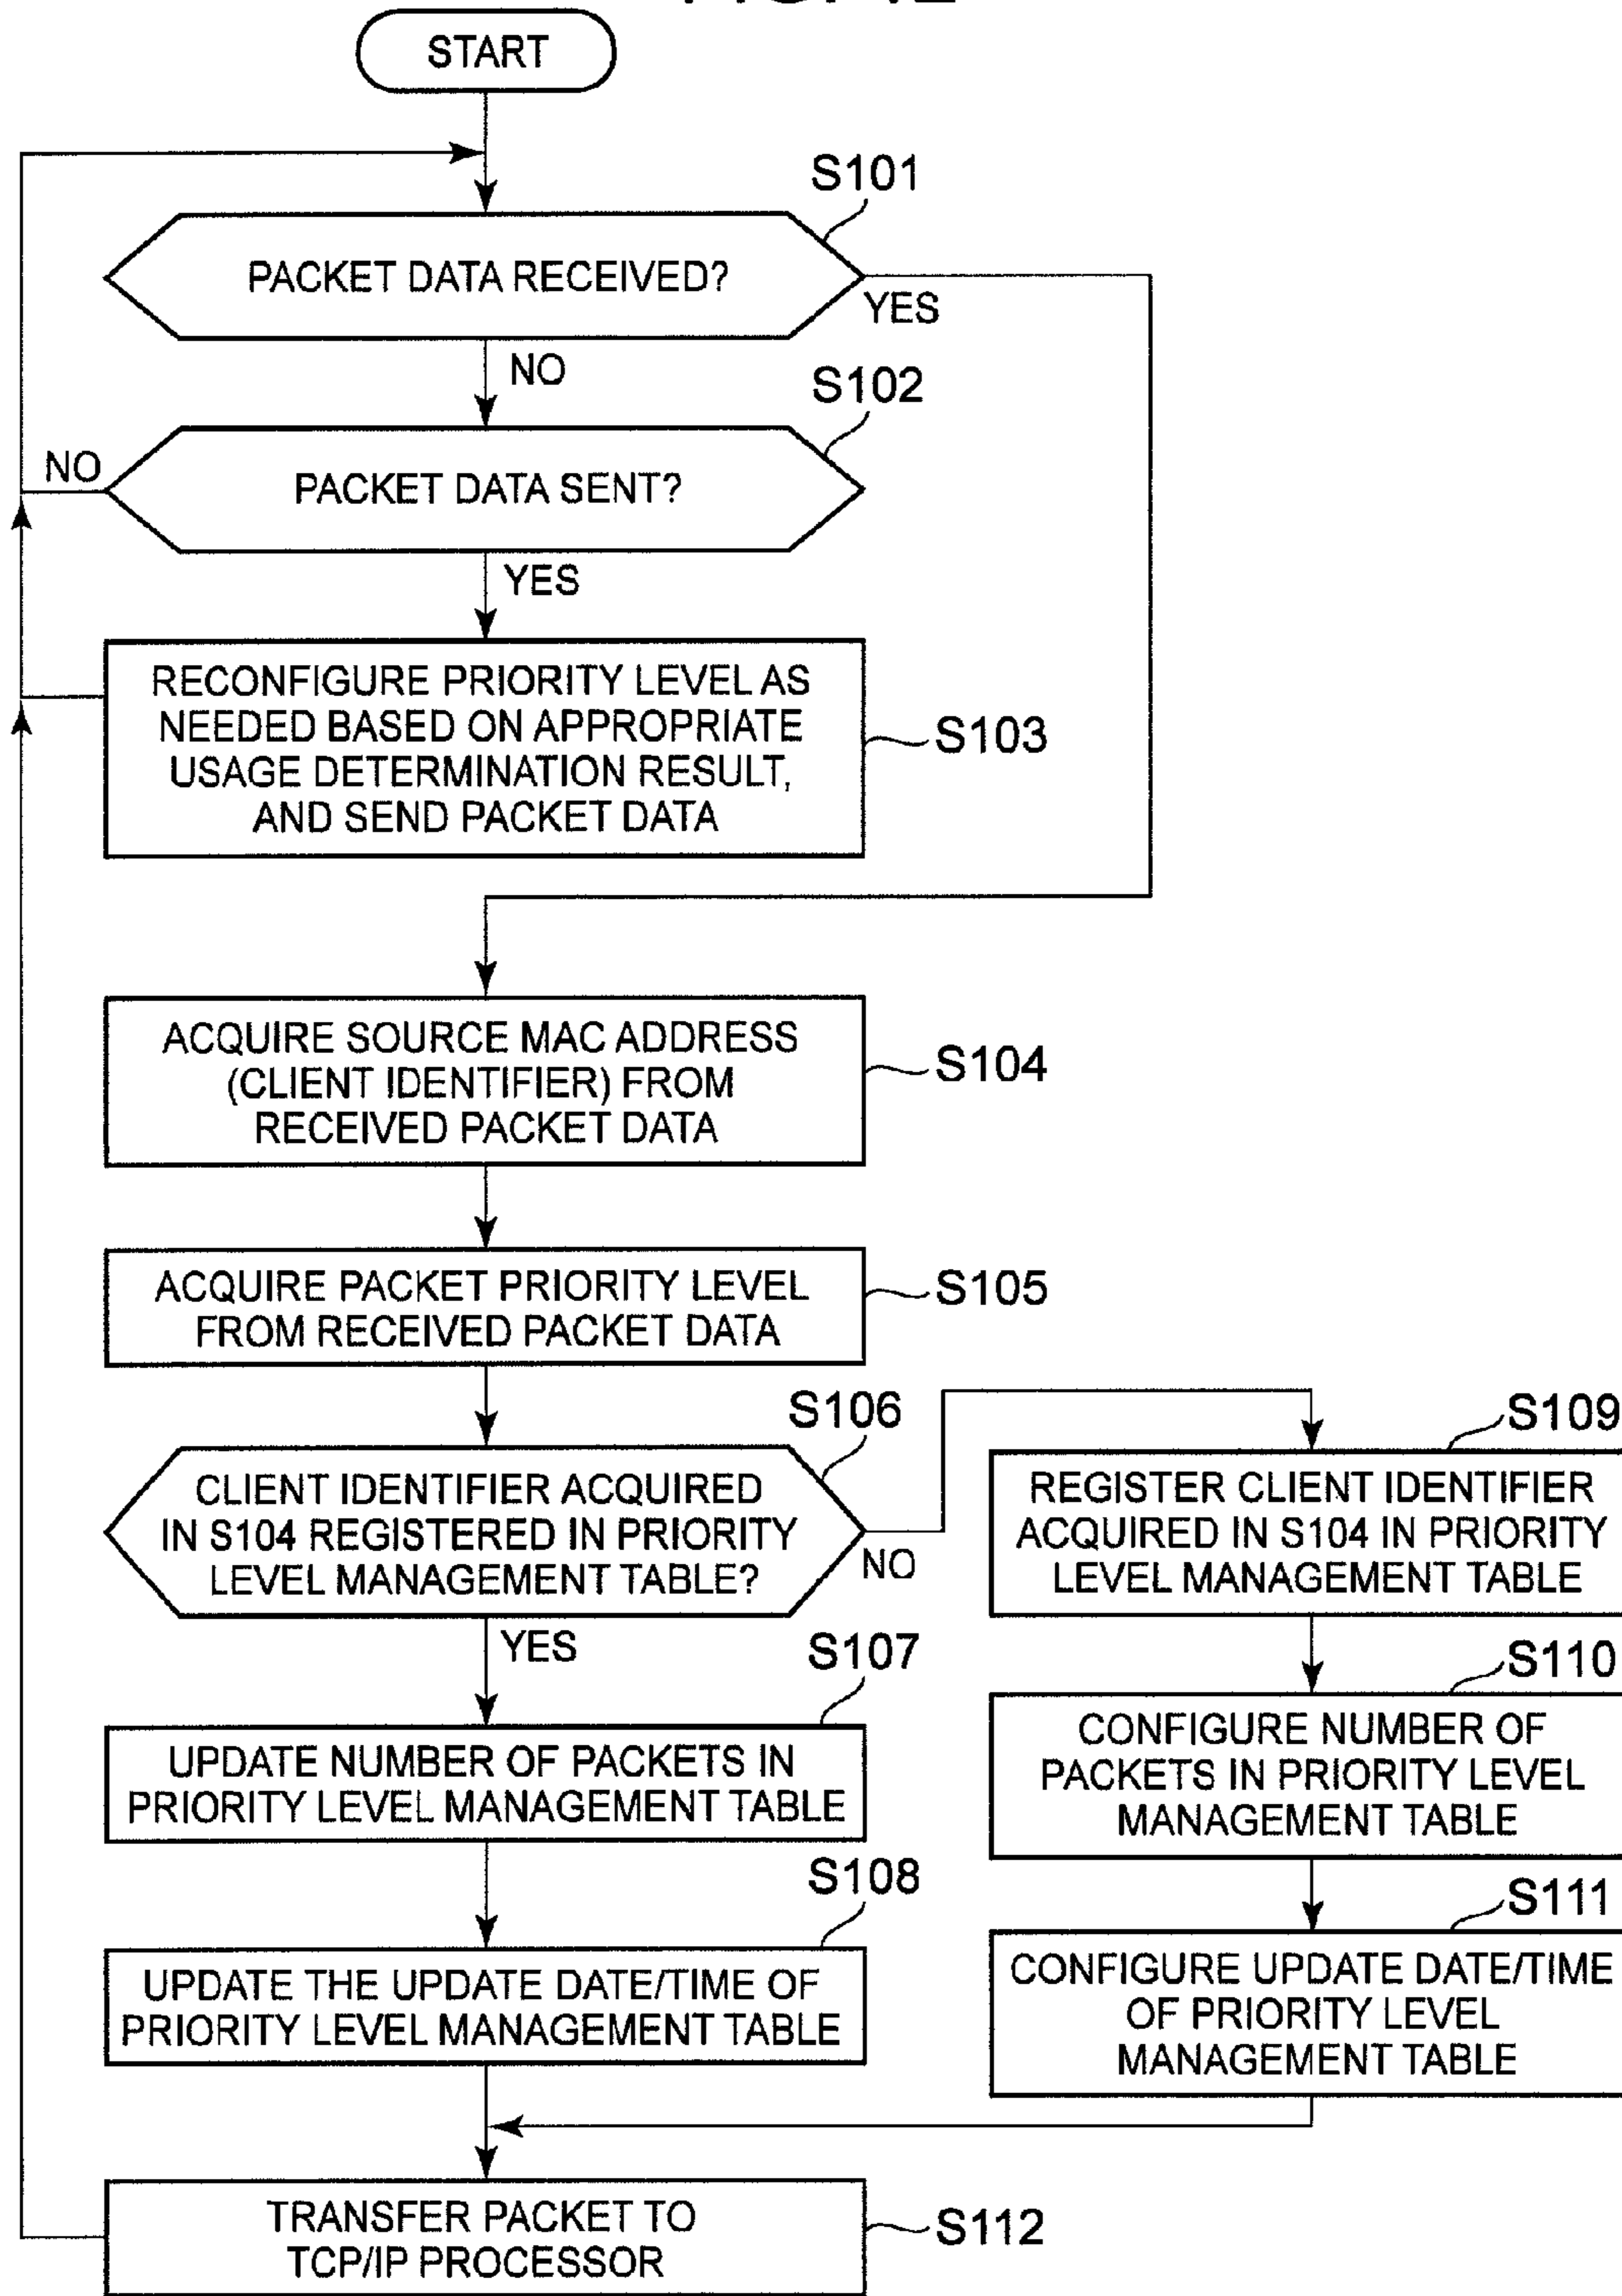 START
S101
PACKET DATA RECEIVED?
YES
NO
S102
NO
PACKET DATA SENT?
YES
RECONFIGURE PRIORITY LEVEL AS
NEEDED BASED ON APPROPRIATE
USAGE DETERMINATION RESULT,
AND SEND PACKET DATA
S103
ACQUIRE SOURCE MAC ADDRESS
(CLIENT IDENTIFIER) FROM
RECEIVED PACKET DATA
S104
ACQUIRE PACKET PRIORITY LEVEL
FROM RECEIVED PACKET DATA
S105
S106
CLIENT IDENTIFIER ACQUIRED
IN S104 REGISTERED IN PRIORITY
LEVEL MANAGEMENT TABLE?
NO
YES
S109
REGISTER CLIENT IDENTIFIER
ACQUIRED IN S104 IN PRIORITY
LEVEL MANAGEMENT TABLE
S107
UPDATE NUMBER OF PACKETS IN
PRIORITY LEVEL MANAGEMENT TABLE
S110
CONFIGURE NUMBER OF
PACKETS IN PRIORITY LEVEL
MANAGEMENT TABLE
S108
UPDATE THE UPDATE DATE/TIME OF
PRIORITY LEVEL MANAGEMENT TABLE
S111
CONFIGURE UPDATE DATE/TIME
OF PRIORITY LEVEL
MANAGEMENT TABLE
TRANSFER PACKET TO
TCP/IP PROCESSOR
S112